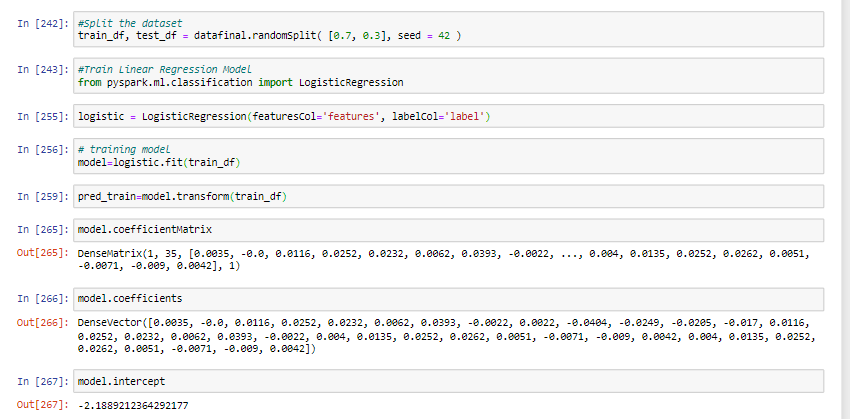 In [242]: #Split the dataset
train_df, test_df = datafinal.randomSplit( [0.7, 0.3], seed = 42 )
In [243]: #Train Linear Regression Model
from pyspark.ml.classification import LogisticRegression
In [255]: logistic = LogisticRegression(featuresCol='features', labelCol='label')
In [256]: # training model
model=logistic.fit(train_df)
In [259]: pred_train=model.transform(train_df)
In [265]: model.coefficientMatrix
Out[265]: DenseMatrix(1, 35, [0.0035, -0.0, 0.0116, 0.0252, 0.0232, 0.0062, 0.0393, -0.0022, ..., 0.004, 0.0135, 0.0252, 0.0262, 0.0051,
-0.0071, -0.009, 0.0042], 1)
In [266]: model.coefficients
Out[266]: DenseVector([0.0035, -0.0, 0.0116, 0.0252, 0.0232, 0.0062, 0.0393, -0.0022, 0.0022, -0.0404, -0.0249, -0.0205, -0.017, 0.0116,
0.0252, 0.0232, 0.0062, 0.0393, -0.0022, 0.004, 0.0135, 0.0252, 0.0262, 0.0051, -0.0071, -0.009, 0.0042, 0.004, 0.0135, 0.0252,
0.0262, 0.0051, -0.0071, -0.009, 0.0042])
In [267]: model.intercept
Out[267]: -2.1889212364292177